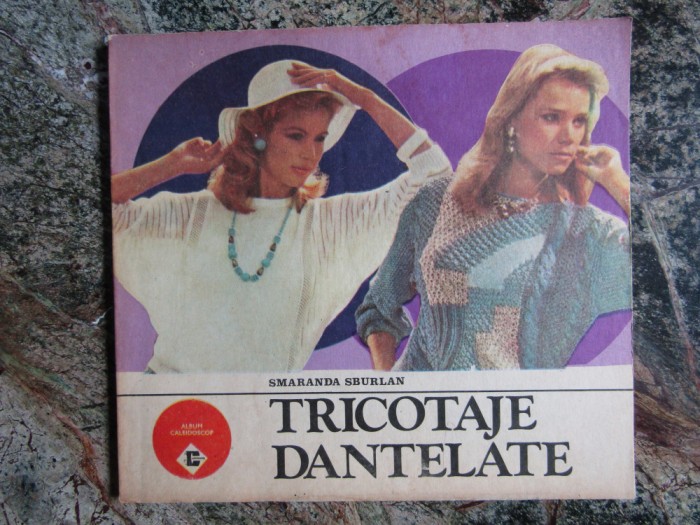 SMARANDA SBURLAN
TRICOTAJE
DANTELATE
ALBUM
CALEIDOSCOP